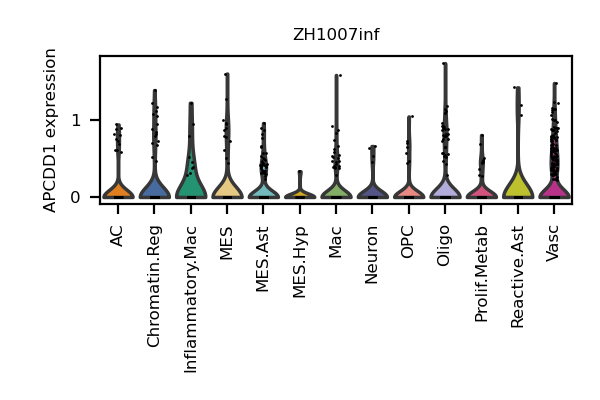 ZH1007inf
APCDD1 expression
1
0
AC
Chromatin.Reg
Inflammatory.Mac
MES
MES.Ast
MES.Hyp
Mac
Neuron
OPC
Oligo
Prolif.Metab
Reactive.Ast
Vasc